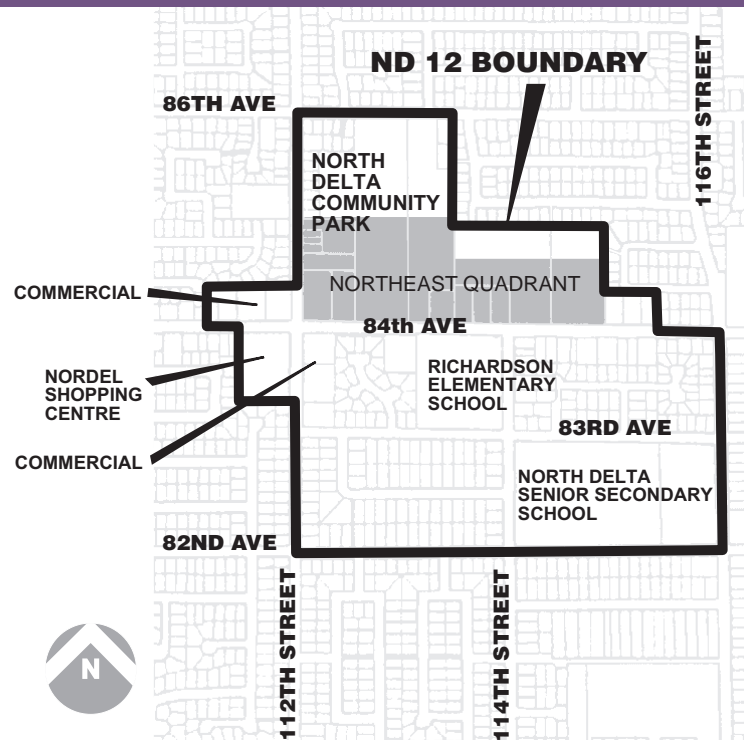 ND 12 BOUNDARY
86TH AVE
116TH STREET
NORTH
DELTA
COMMUNITY
PARK
COMMERCIAL
NORTHEAST QUADRANT
84th AVE
NORDEL
SHOPPING
CENTRE
RICHARDSON
ELEMENTARY
SCHOOL
83RD AVE
COMMERCIAL
NORTH DELTA
SENIOR SECONDARY
SCHOOL
82ND AVE
112TH STREET
114TH STREET
N